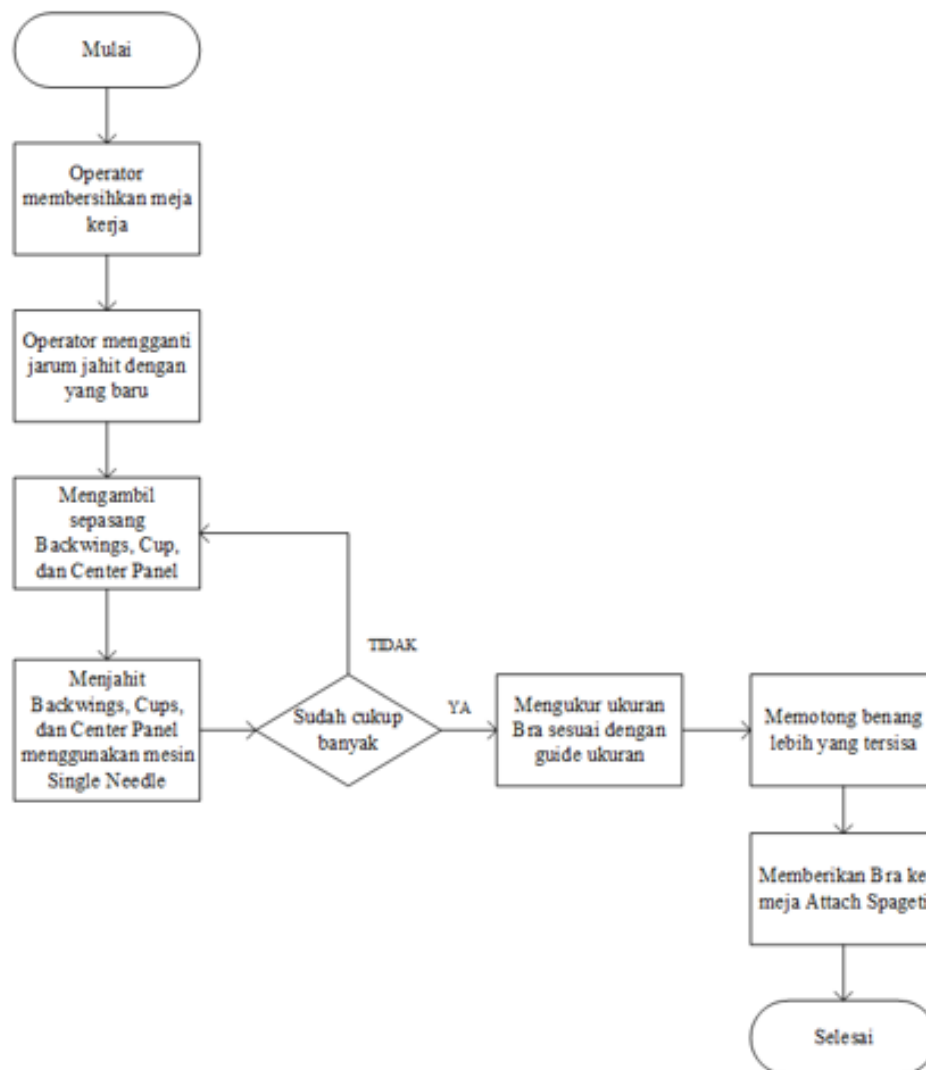 Mulai
Operator
membersihkan meja
kerja
Operator mengganti
jarum jahit dengan
yang baru
Mengambil
sepasang
Backwings, Cup,
dan Center Panel
TIDAK
Menjahit
Backwings, Cups,
dan Center Panel
menggunakan mesin
Single Needle
Sudah cukup
banyak
YA
Mengukur ukuran
Bra sesuai dengan
guide ukuran
Memotong benang
lebih yang tersisa
Memberikan Bra ke
meja Attach Spageti
Selesai